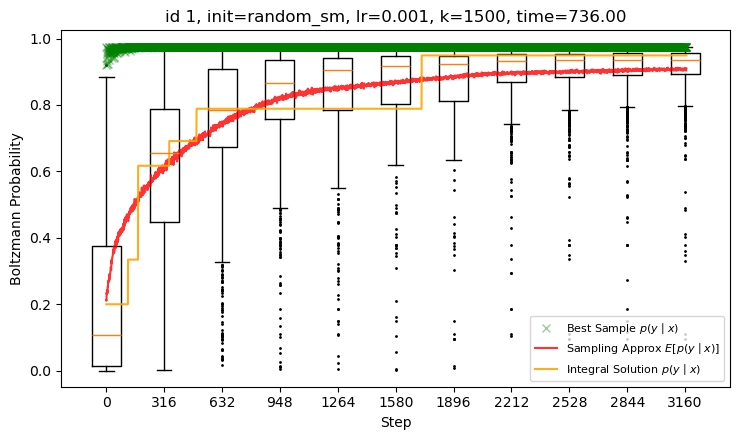 id 1, init=random_sm, lr=0.001, k=1500, time=736.00
Boltzmann Probability
1.0
0.8
0.6
0.4
0.2
0.0
Best Sample p(y | x)
Sampling Approx E[p(y | x)]
Integral Solution p(y | x)
0 316 632 948 1264 1580 1896 2212 2528 2844 3160
Step